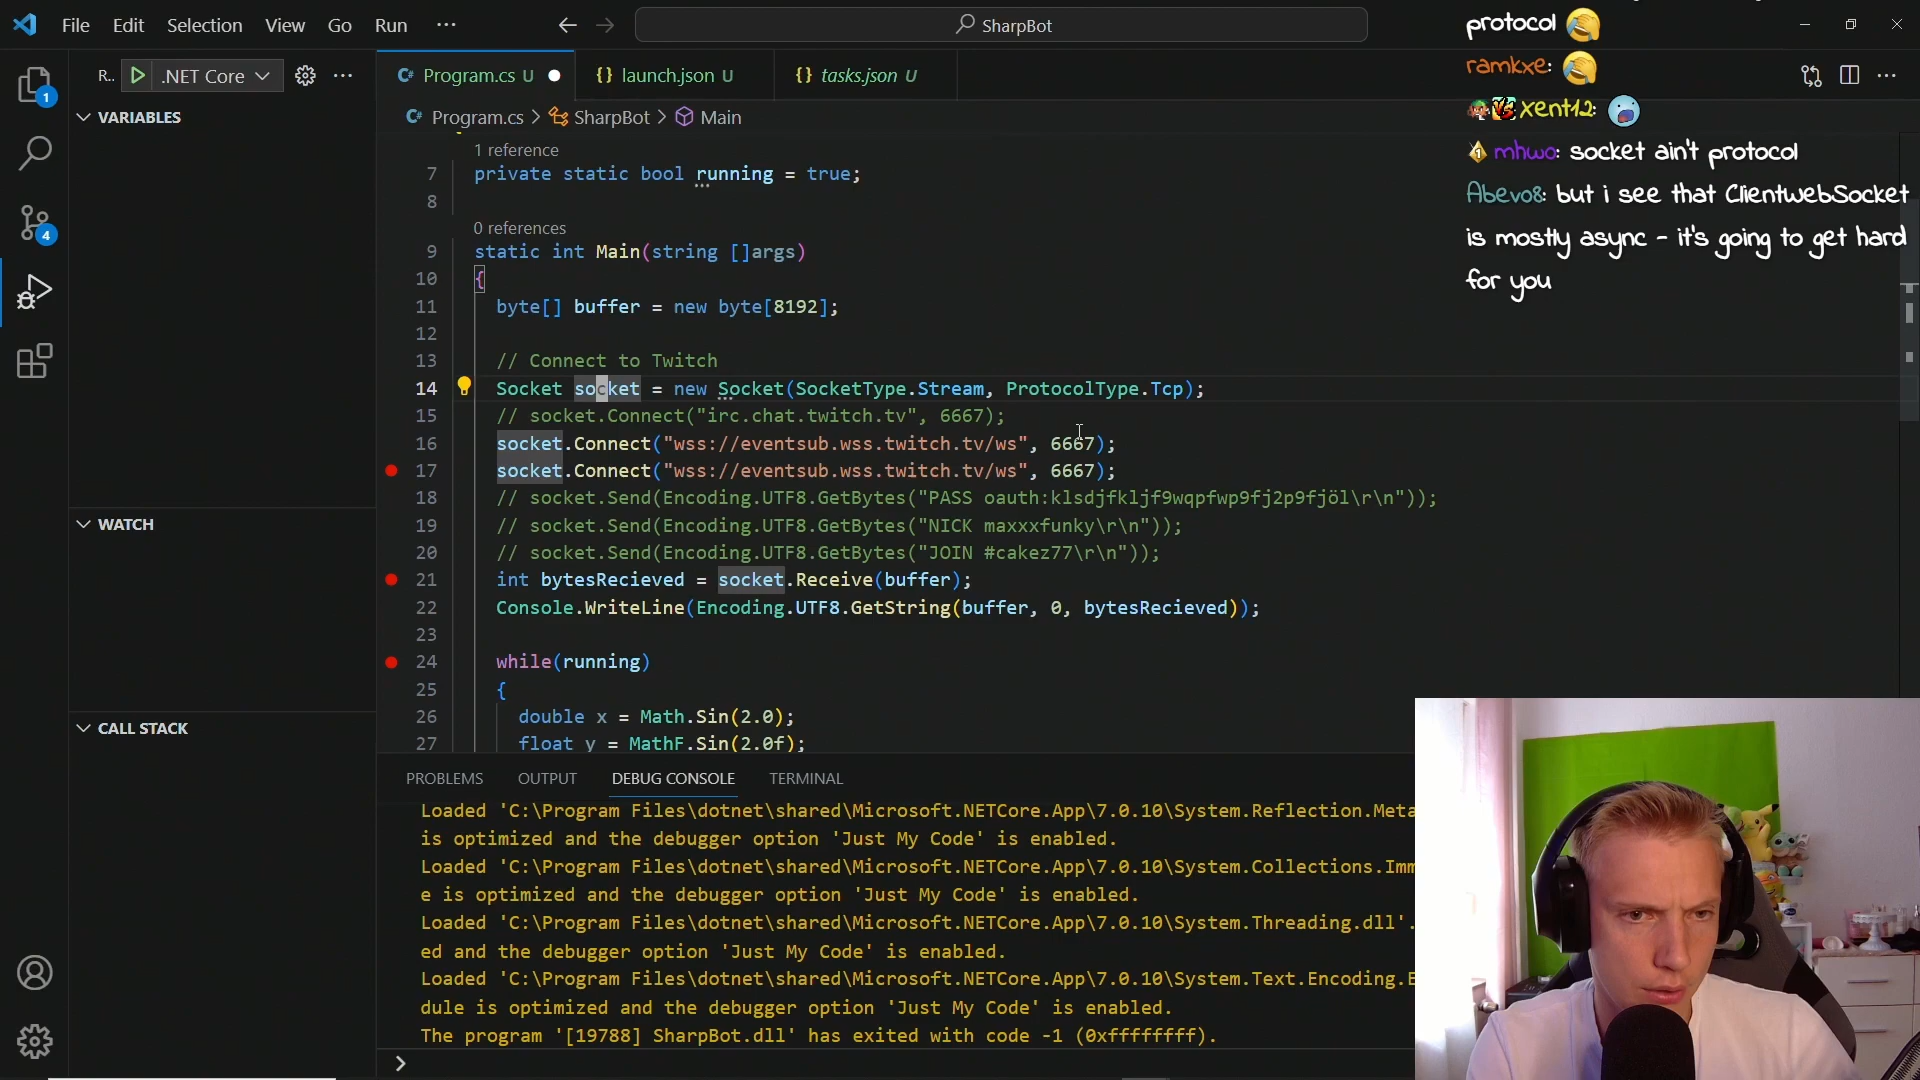 File Edit Selection View Go Run ···
SharpBot
R.. .NET Core ···
VARIABLES
WATCH
CALL STACK
1
4
Program.cs U
{} launch.json U
{} tasks.json U
Program.cs > SharpBot > Main
1 reference
7 private static bool running = true;
8
0 references
9 static int Main(string []args)
10 {
11 byte[] buffer = new byte[8192];
12
13 // Connect to Twitch
14 Socket socket = new Socket(SocketType.Stream, ProtocolType.Tcp);
15 // socket.Connect("irc.chat.twitch.tv", 6667);
16 socket.Connect("wss://eventsub.wss.twitch.tv/ws", 6667);
17 socket.Connect("wss://eventsub.wss.twitch.tv/ws", 6667);
18 // socket.Send(Encoding.UTF8.GetBytes("PASS oauth:klsdjfkljf9wqpfwp9fj2p9fjöl\r\n"));
19 // socket.Send(Encoding.UTF8.GetBytes("NICK maxxxfunky\r\n"));
20 // socket.Send(Encoding.UTF8.GetBytes("JOIN #cakez77\r\n"));
21 int bytesRecieved = socket.Receive(buffer);
22 Console.WriteLine(Encoding.UTF8.GetString(buffer, 0, bytesRecieved));
23
24 while(running)
25 {
26 double x = Math.Sin(2.0);
27 float y = MathF.Sin(2.0f);
PROBLEMS OUTPUT DEBUG CONSOLE TERMINAL
Loaded 'C:\Program Files\dotnet\shared\Microsoft.NETCore.App\7.0.10\System.Reflection.Meta
is optimized and the debugger option 'Just My Code' is enabled.
Loaded 'C:\Program Files\dotnet\shared\Microsoft.NETCore.App\7.0.10\System.Collections.Imm
e is optimized and the debugger option 'Just My Code' is enabled.
Loaded 'C:\Program Files\dotnet\shared\Microsoft.NETCore.App\7.0.10\System.Threading.dll'.
ed and the debugger option 'Just My Code' is enabled.
Loaded 'C:\Program Files\dotnet\shared\Microsoft.NETCore.App\7.0.10\System.Text.Encoding.E
dule is optimized and the debugger option 'Just My Code' is enabled.
The program '[19788] SharpBot.dll' has exited with code -1 (0xffffffff).
>
protocol
ramkxe:
xent12:
mhwo: socket ain't protocol
Abevo8: but i see that ClientWebSocket
is mostly async - it's going to get hard
for you